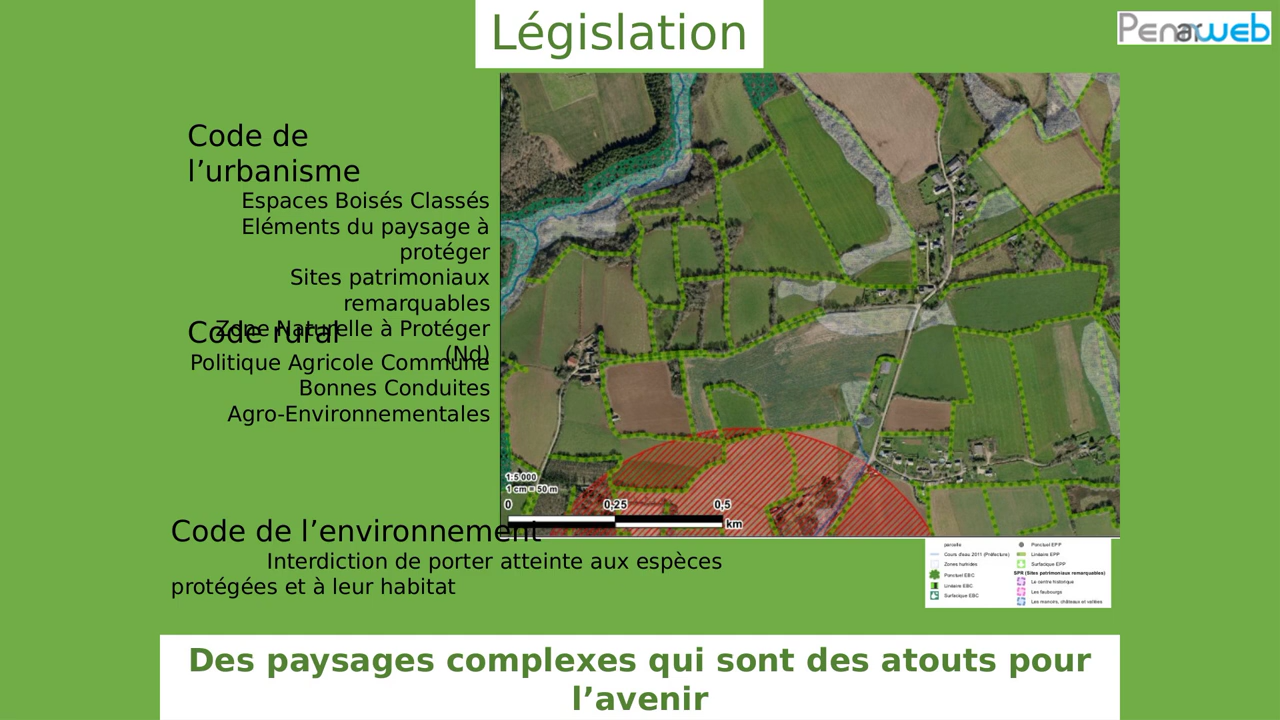 Législation
Penarweb
Code de
l’urbanisme
Espaces Boisés Classés
Eléments du paysage à
protéger
Sites patrimoniaux
remarquables
Zone Naturelle à Protéger
(Nd)
Code rural
Politique Agricole Commune
Bonnes Conduites
Agro-Environnementales
1:5 000
1 cm = 50 m
0 0,25 0,5
km
Code de l’environnement
Interdiction de porter atteinte aux espèces
protégées et à leur habitat
parcelle
Cours d'eau 2011 (Préfecture)
Zones humides
Ponctuel EBC
Linéaire EBC
Surfacique EBC
Ponctuel EPP
Linéaire EPP
Surfacique EPP
SPR (Sites patrimoniaux remarquables)
Le centre historique
Les faubourgs
Les manoirs, châteaux et vallées
Des paysages complexes qui sont des atouts pour
l’avenir